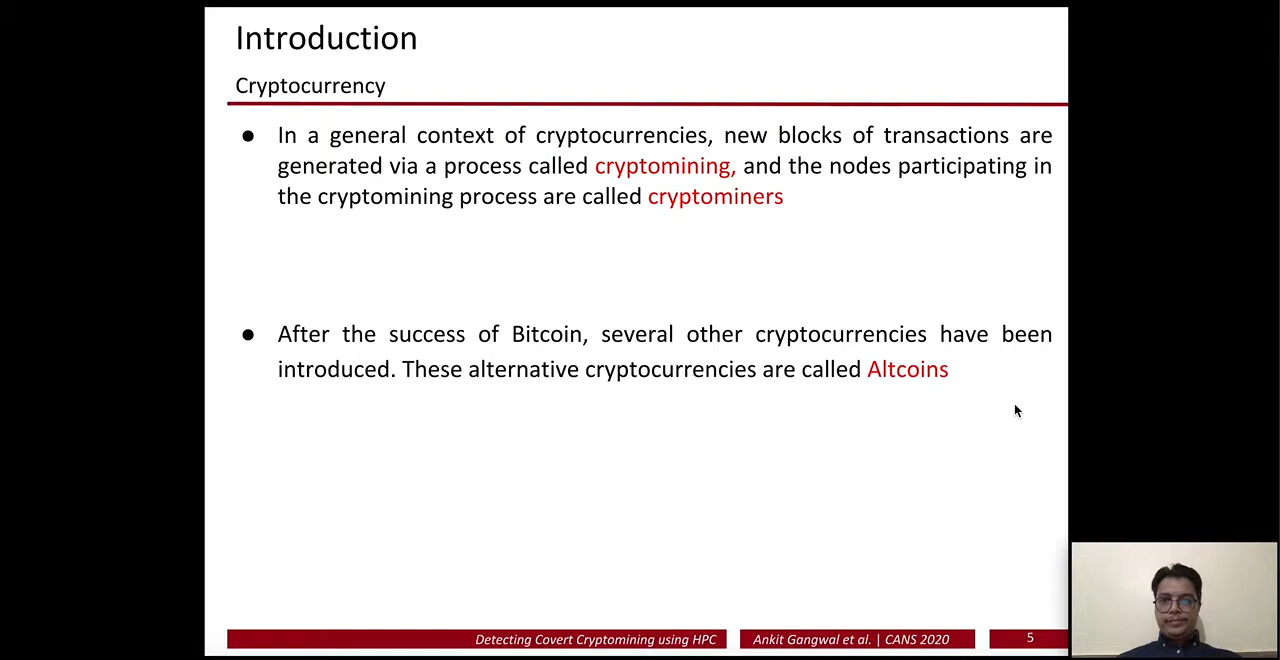 Introduction
Cryptocurrency
● In a general context of cryptocurrencies, new blocks of transactions are
generated via a process called cryptomining, and the nodes participating in
the cryptomining process are called cryptominers
● After the success of Bitcoin, several other cryptocurrencies have been
introduced. These alternative cryptocurrencies are called Altcoins
Detecting Covert Cryptomining using HPC
Ankit Gangwal et al. | CANS 2020
5